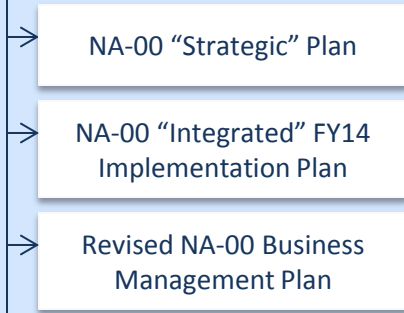 NA-00 “Strategic” Plan
NA-00 “Integrated” FY14
Implementation Plan
Revised NA-00 Business
Management Plan